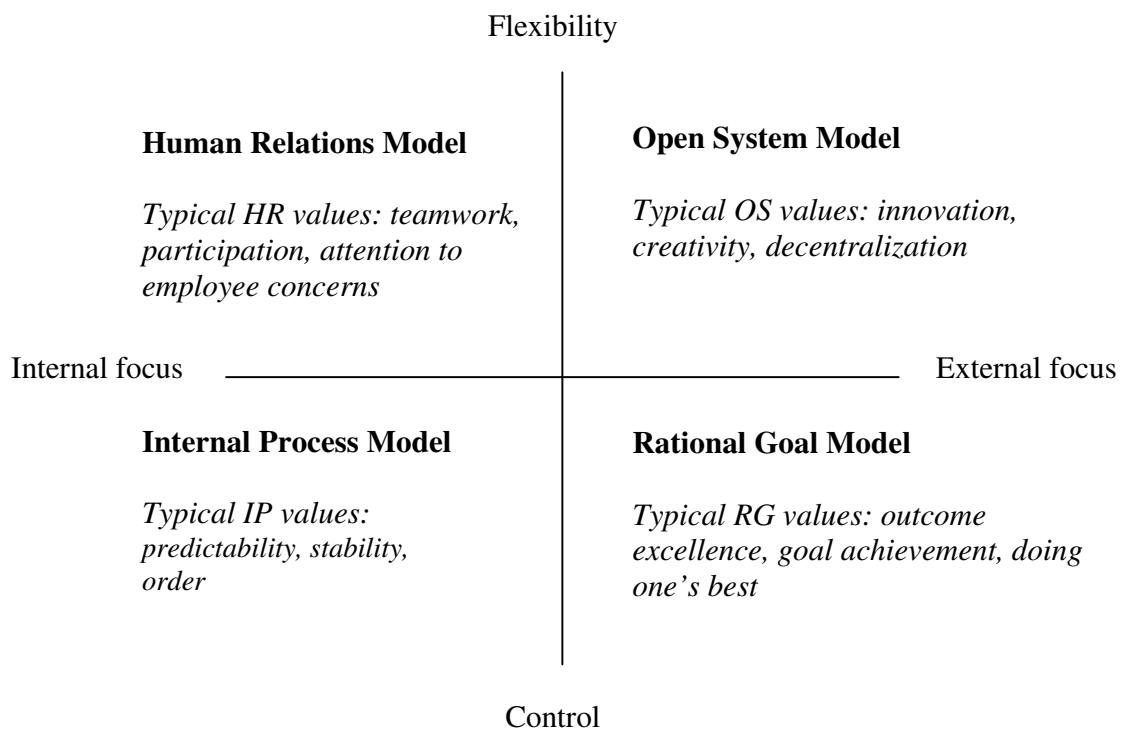 Flexibility
Human Relations Model
Typical HR values: teamwork,
participation, attention to
employee concerns
Open System Model
Typical OS values: innovation,
creativity, decentralization
Internal focus
External focus
Internal Process Model
Typical IP values:
predictability, stability,
order
Rational Goal Model
Typical RG values: outcome
excellence, goal achievement, doing
one’s best
Control